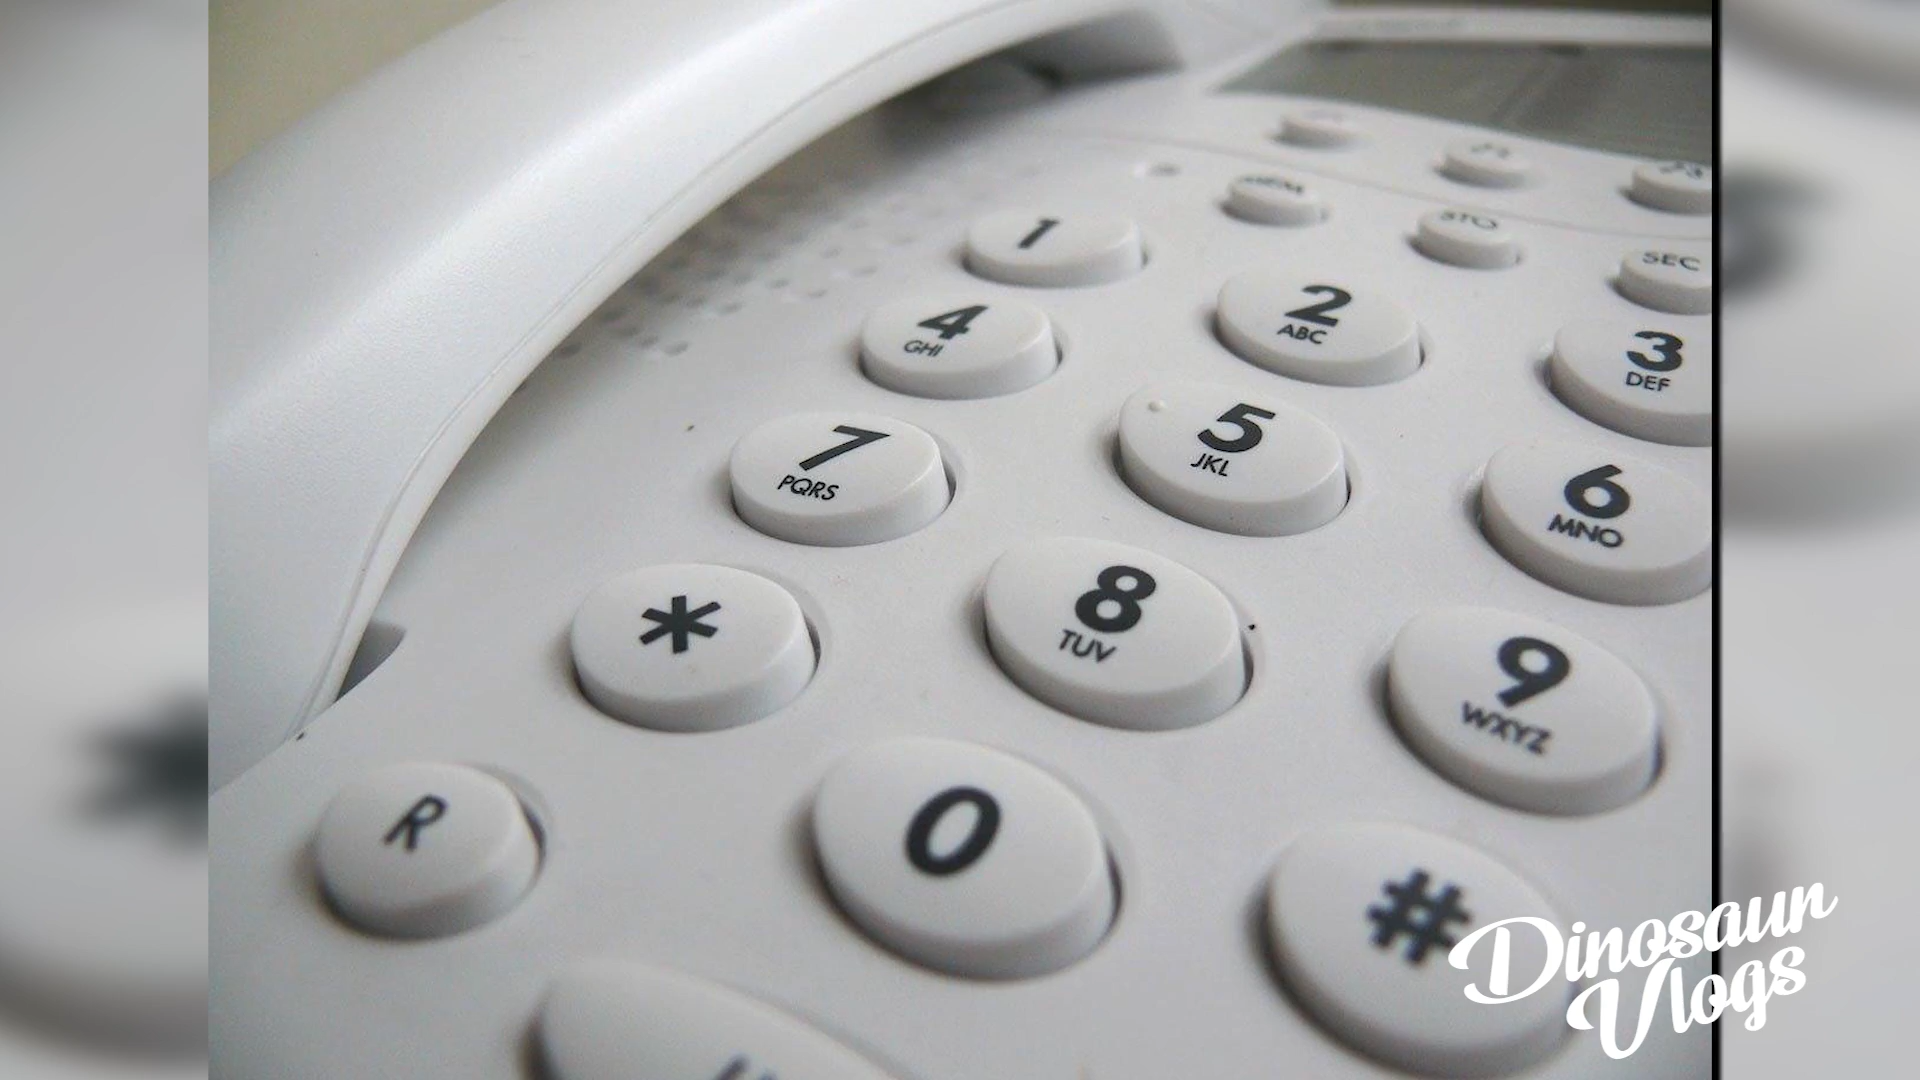 MEM
STO
SEC
1
2
ABC
3
DEF
4
GHI
5
JKL
6
MNO
7
PQRS
8
TUV
9
WXYZ
*
0
#
R
Dinosaur
Vlogs